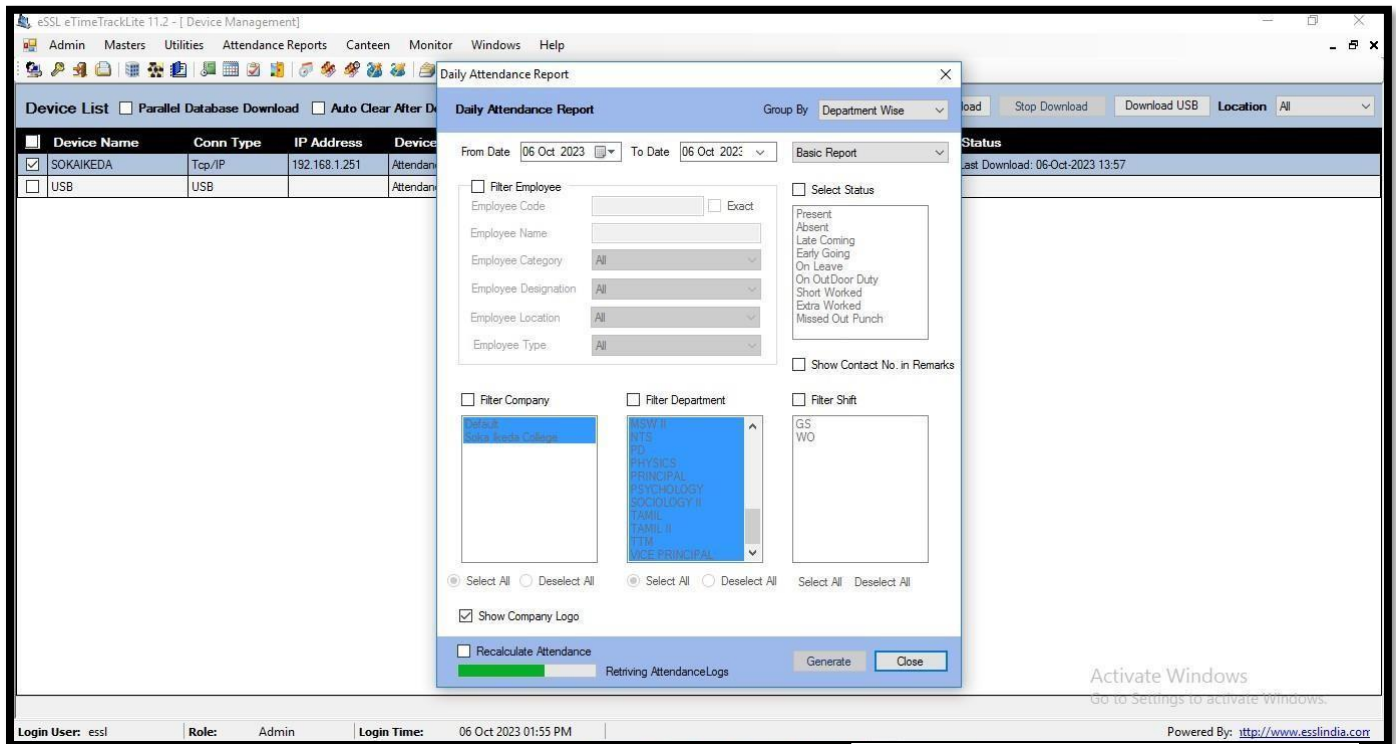 eSSL eTimeTrackLite 11.2 - [ Device Management]
Admin Masters Utilities Attendance Reports Canteen Monitor Windows Help
Daily Attendance Report
Device List Parallel Database Download Auto Clear After
Daily Attendance Report Group By Department Wise
Stop Download Download USB Location All
Device Name Conn Type IP Address Device Status
SOKAIKEDA Tcp/IP 192.168.1.251 Last Download: 06-Oct-2023 13:57
USB USB
From Date 06 Oct 2023 To Date 06 Oct 2023 Basic Report
Filter Employee
Employee Code Exact
Employee Name
Employee Category All
Employee Designation All
Employee Location All
Employee Type All
Select Status
Present
Absent
Late Coming
Early Going
On Leave
On OutDoor Duty
Short Worked
Extra Worked
Missed Out Punch
Show Contact No. in Remarks
Filter Company
Default
Soka Ikeda College
Select All Deselect All
Filter Department
MSW II
NTS
PD
PHYSICS
PRINCIPAL
PSYCHOLOGY
SOCIOLOGY II
TAMIL
TAMIL II
TTM
VICE PRINCIPAL
Select All Deselect All
Filter Shift
GS
WO
Select All Deselect All
Show Company Logo
Recalculate Attendance
Retriving AttendanceLogs
Generate Close
Activate Windows
Go to Settings to activate Windows.
Login User: essl Role: Admin Login Time: 06 Oct 2023 01:55 PM Powered By: http://www.esslindia.com